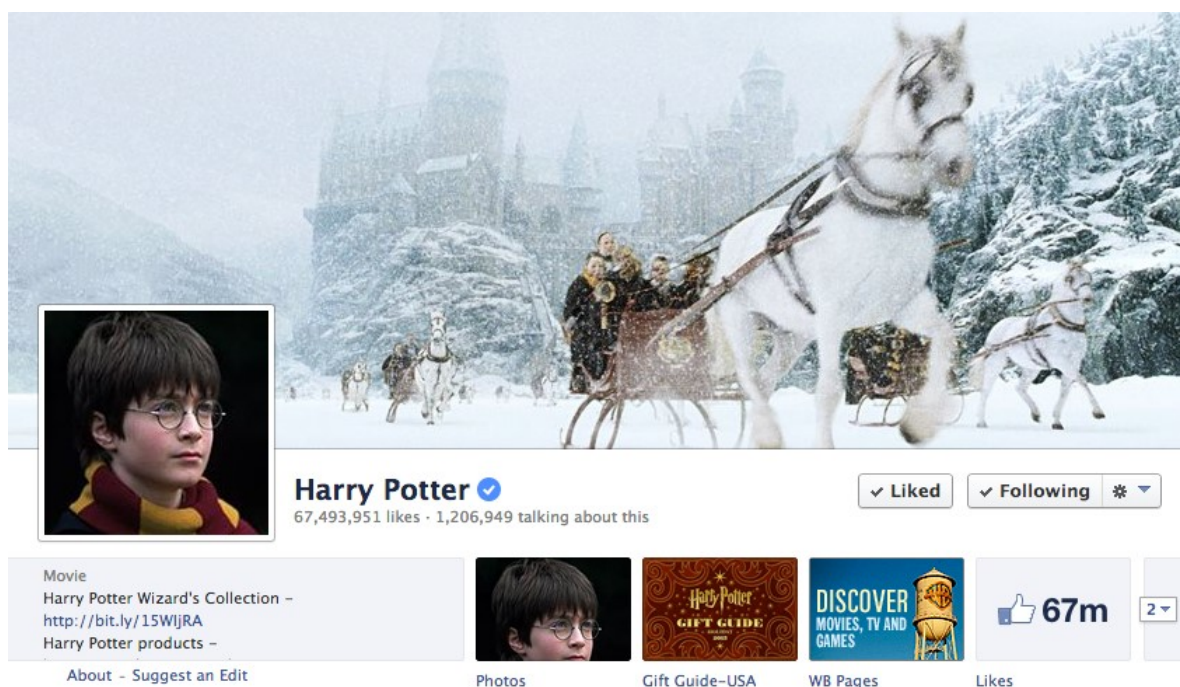 Harry Potter
67,493,951 likes · 1,206,949 talking about this
✓ Liked
✓ Following
Movie
Harry Potter Wizard's Collection –
http://bit.ly/15WIjRA
Harry Potter products –
About – Suggest an Edit
Photos
Harry Potter
GIFT GUIDE
Gift Guide–USA
DISCOVER
MOVIES, TV AND
GAMES
WB Pages
67m
Likes
2